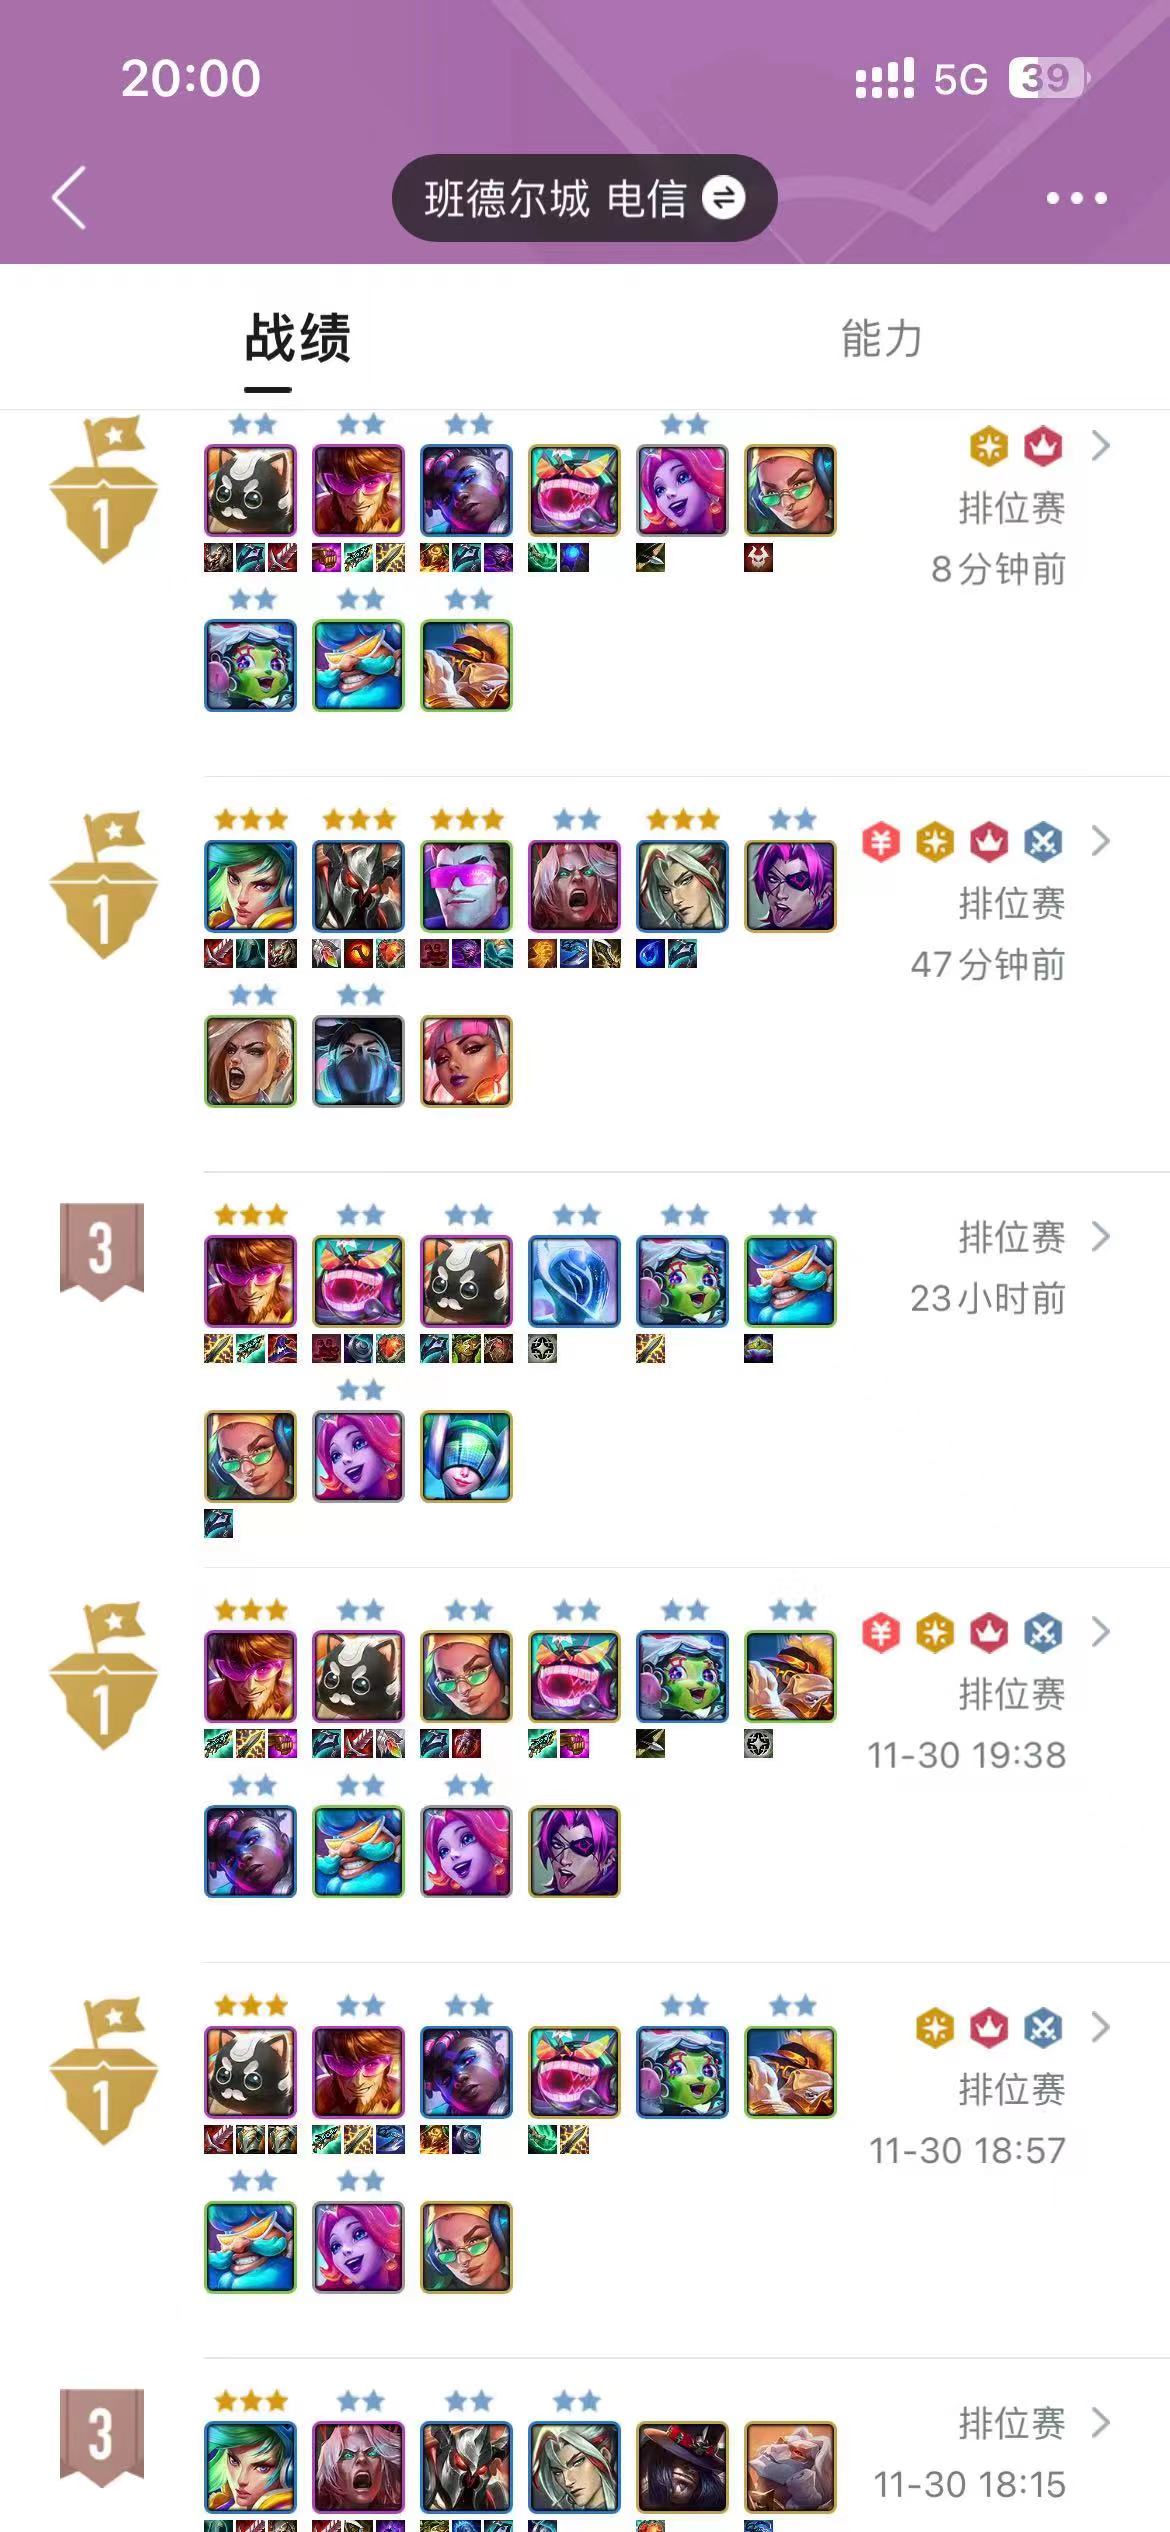 20:00
5G 39
班德尔城 电信
战绩 能力
1
排位赛
8分钟前
1
排位赛
47分钟前
3
排位赛
23小时前
1
排位赛
11-30 19:38
1
排位赛
11-30 18:57
3
排位赛
11-30 18:15